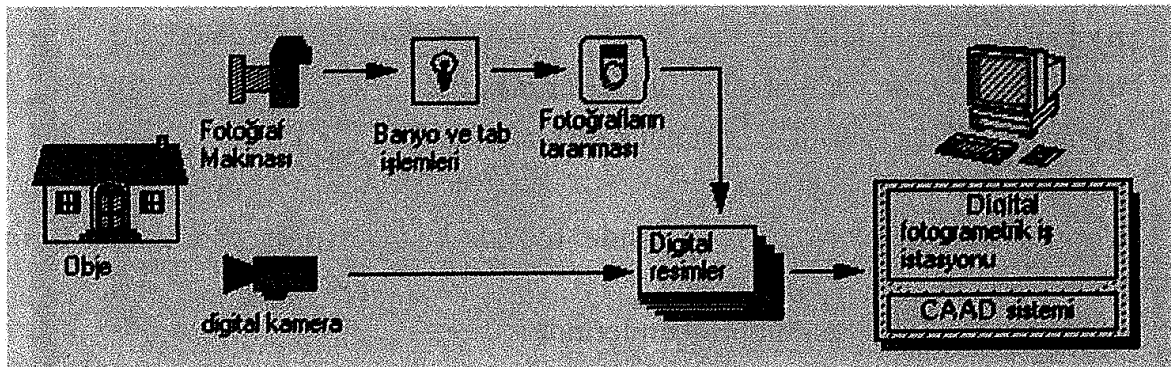 Fotoğraf
Makinası
Banyo ve tab
işlemleri
Fotoğrafların
taranması
Obje
digital kamera
Digital
resimler
Digital
fotogrametrik iş
istasyonu
CAAD sistemi